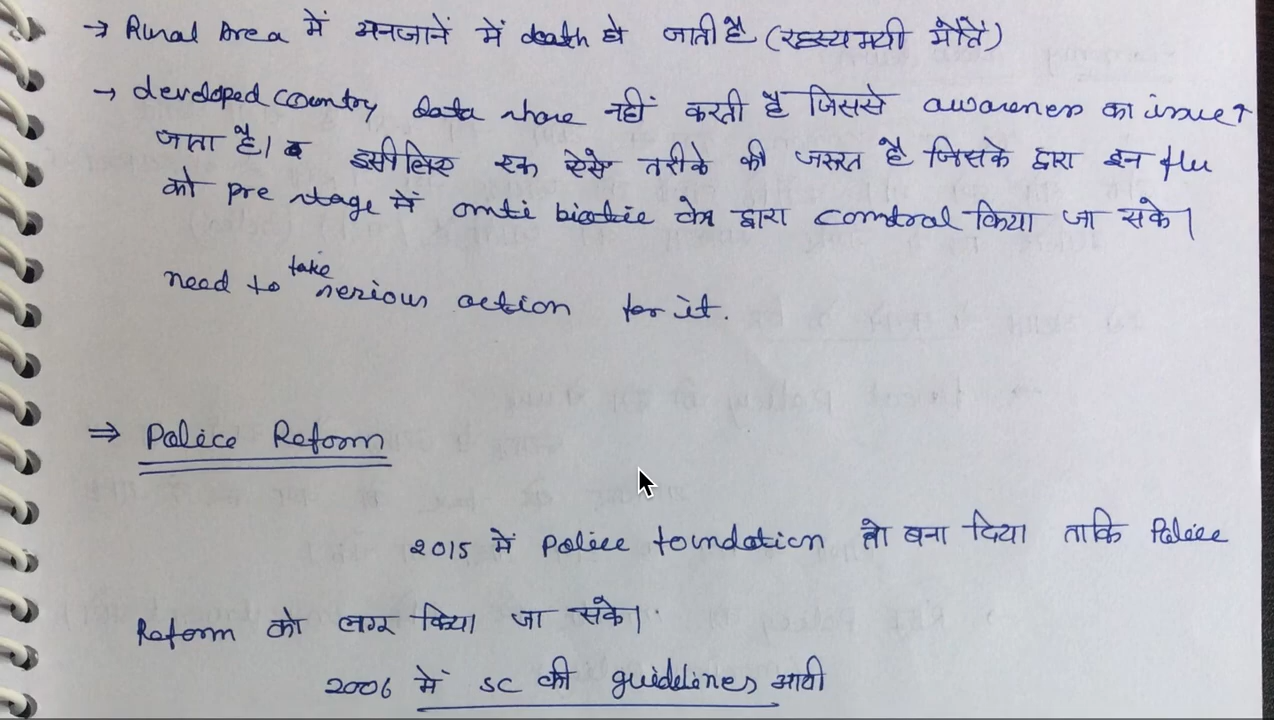 → Rural Area में अनजानें में death हो जाती है (रहस्यमयी मौतें)
→ developed country data share नहीं करती है जिससे awareness का issue ↑
जाता है। इसीलिए एक ऐसे तरीके की जरूरत है जिसके द्वारा इन flu
को pre stage में anti biotic के द्वारा control किया जा सके।
need to take serious action for it.
⇒ Police Reform
2015 में Police foundation तो बना दिया ताकि Police
Reform को लागू किया जा सके।
2006 में SC की guidelines आयी